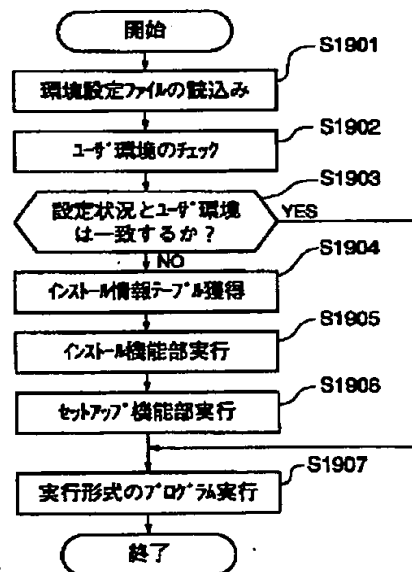 開始
S1901
環境設定ファイルの読込み
S1902
ユーザ環境のチェック
S1903
設定状況とユーザ環境
は一致するか？
YES
NO
S1904
インストール情報テーブル獲得
S1905
インストール機能部実行
S1906
セットアップ機能部実行
S1907
実行形式のプログラム実行
終了